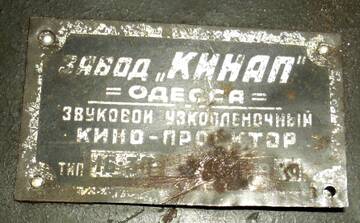 ЗАВОД „КИНАП"
=ОДЕССА=
ЗВУКОВОЙ УЗКОПЛЕНОЧНЫЙ
КИНО-ПРОЕКТОР
ТИП